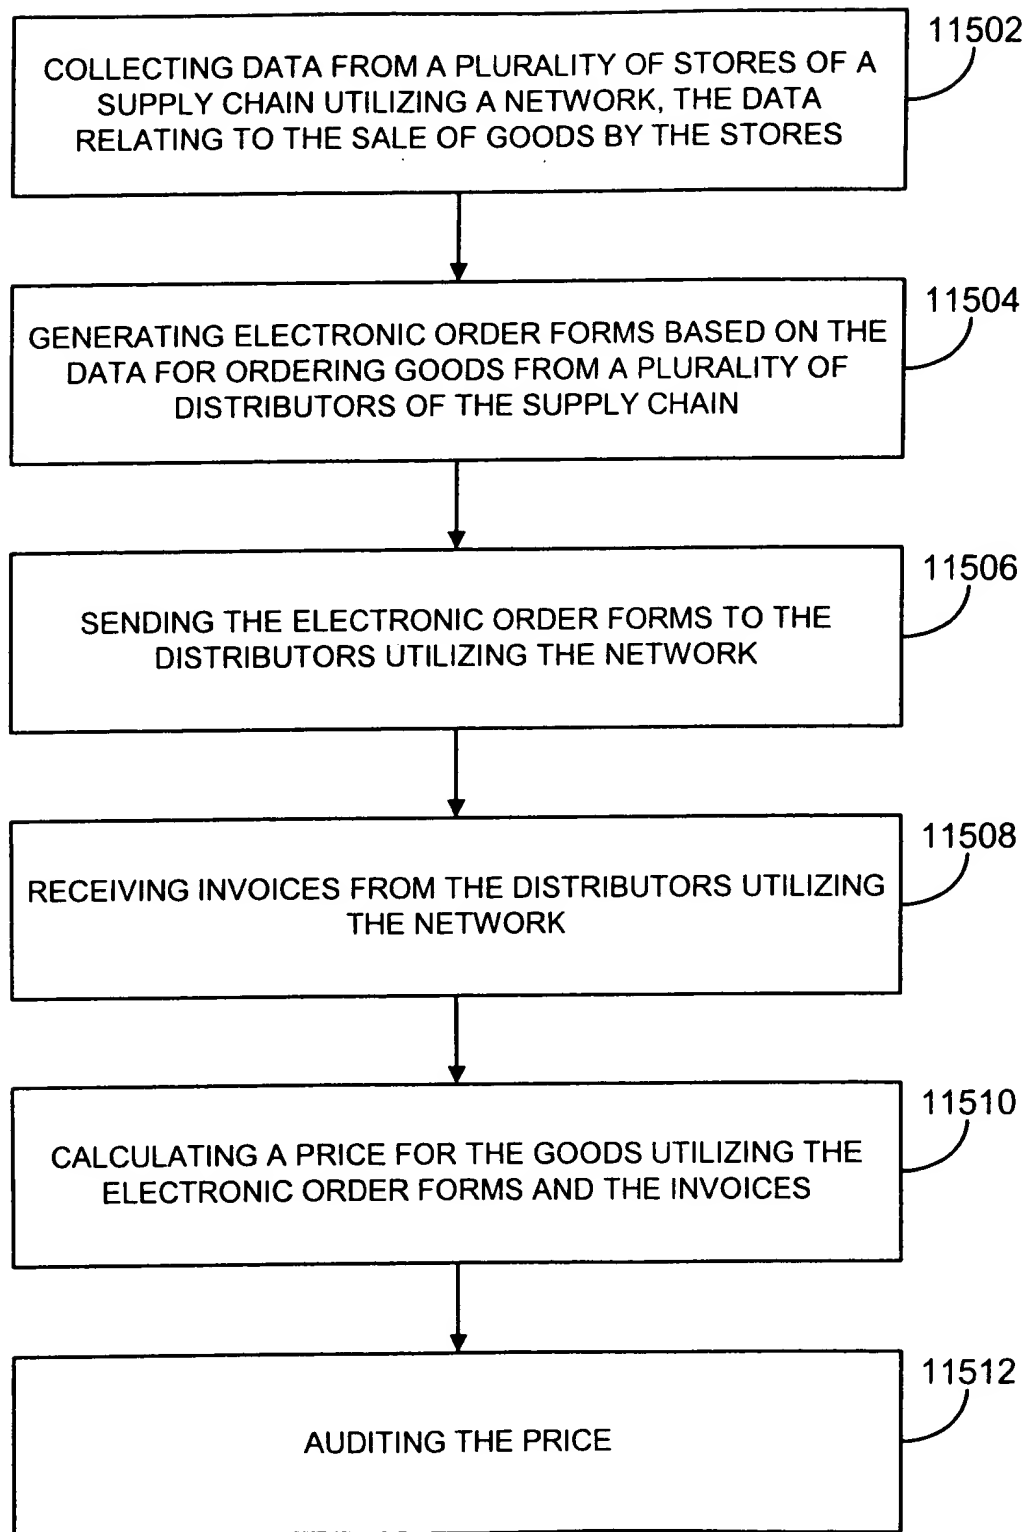 11502
COLLECTING DATA FROM A PLURALITY OF STORES OF A
SUPPLY CHAIN UTILIZING A NETWORK, THE DATA
RELATING TO THE SALE OF GOODS BY THE STORES
11504
GENERATING ELECTRONIC ORDER FORMS BASED ON THE
DATA FOR ORDERING GOODS FROM A PLURALITY OF
DISTRIBUTORS OF THE SUPPLY CHAIN
11506
SENDING THE ELECTRONIC ORDER FORMS TO THE
DISTRIBUTORS UTILIZING THE NETWORK
11508
RECEIVING INVOICES FROM THE DISTRIBUTORS UTILIZING
THE NETWORK
11510
CALCULATING A PRICE FOR THE GOODS UTILIZING THE
ELECTRONIC ORDER FORMS AND THE INVOICES
11512
AUDITING THE PRICE